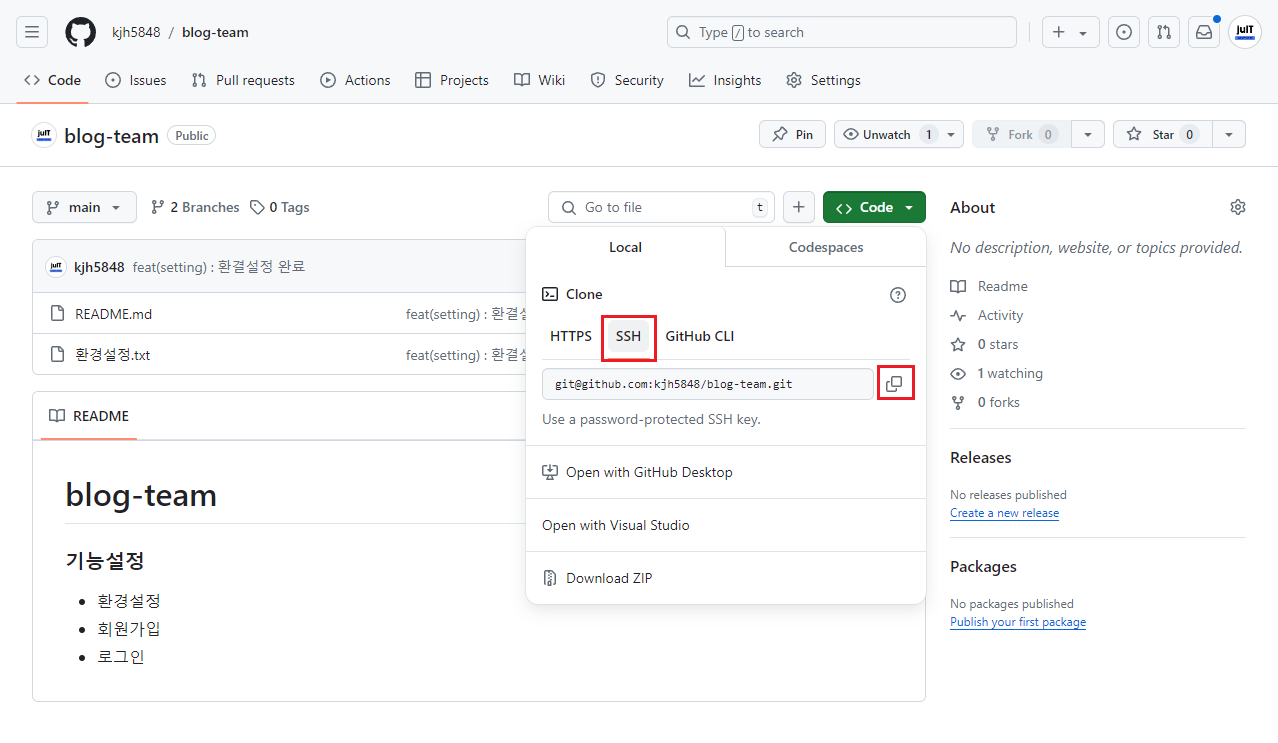 kjh5848 / blog-team
Type / to search
juIT
Code Issues Pull requests Actions Projects Wiki Security Insights Settings
juIT blog-team Public
Pin Unwatch 1 Fork 0 Star 0
main 2 Branches 0 Tags
Go to file t
Code
juIT kjh5848 feat(setting) : 환결설정 완료
README.md feat(setting) : 환결설
환경설정.txt feat(setting) : 환결설
README
blog-team
기능설정
환경설정
회원가입
로그인
Local Codespaces
Clone
HTTPS SSH GitHub CLI
git@github.com:kjh5848/blog-team.git
Use a password-protected SSH key.
Open with GitHub Desktop
Open with Visual Studio
Download ZIP
About
No description, website, or topics provided.
Readme
Activity
0 stars
1 watching
0 forks
Releases
No releases published
Create a new release
Packages
No packages published
Publish your first package